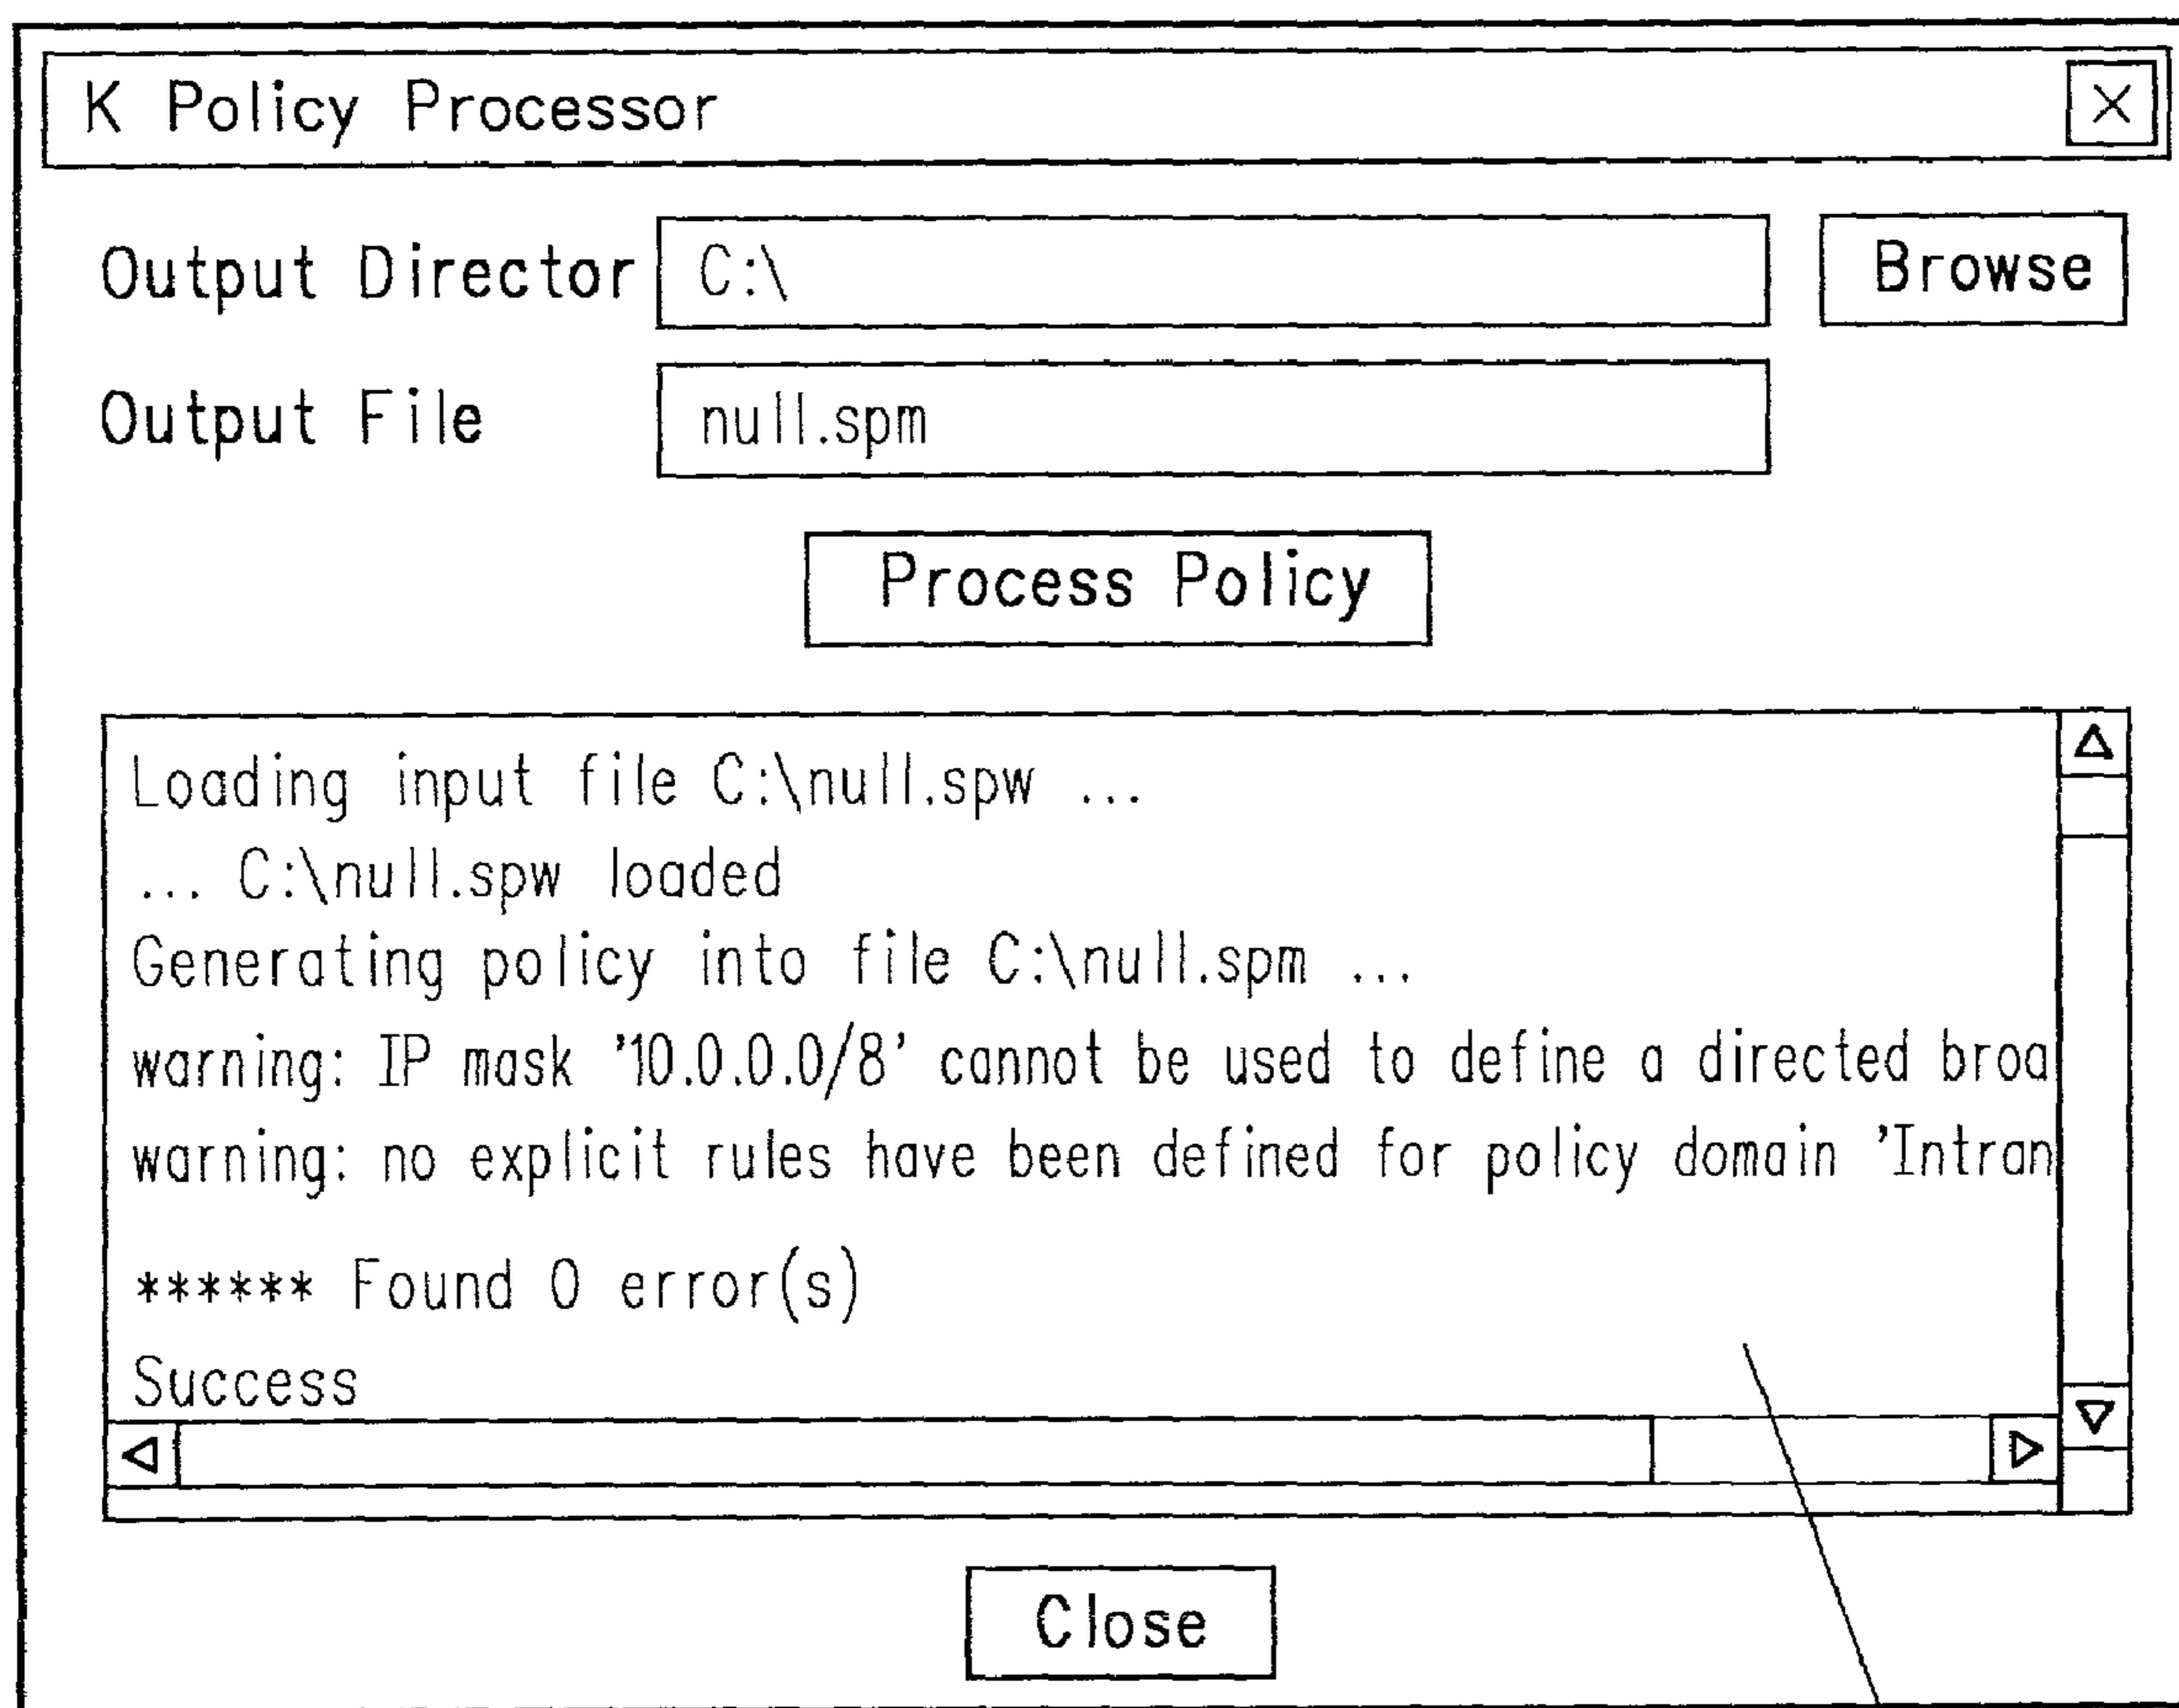 K Policy Processor
Output Director C:\ Browse
Output File null.spm
Process Policy
Loading input file C:\null.spw ...
... C:\null.spw loaded
Generating policy into file C:\null.spm ...
warning: IP mask '10.0.0.0/8' cannot be used to define a directed broa
warning: no explicit rules have been defined for policy domain 'Intran
****** Found 0 error(s)
Success
Close